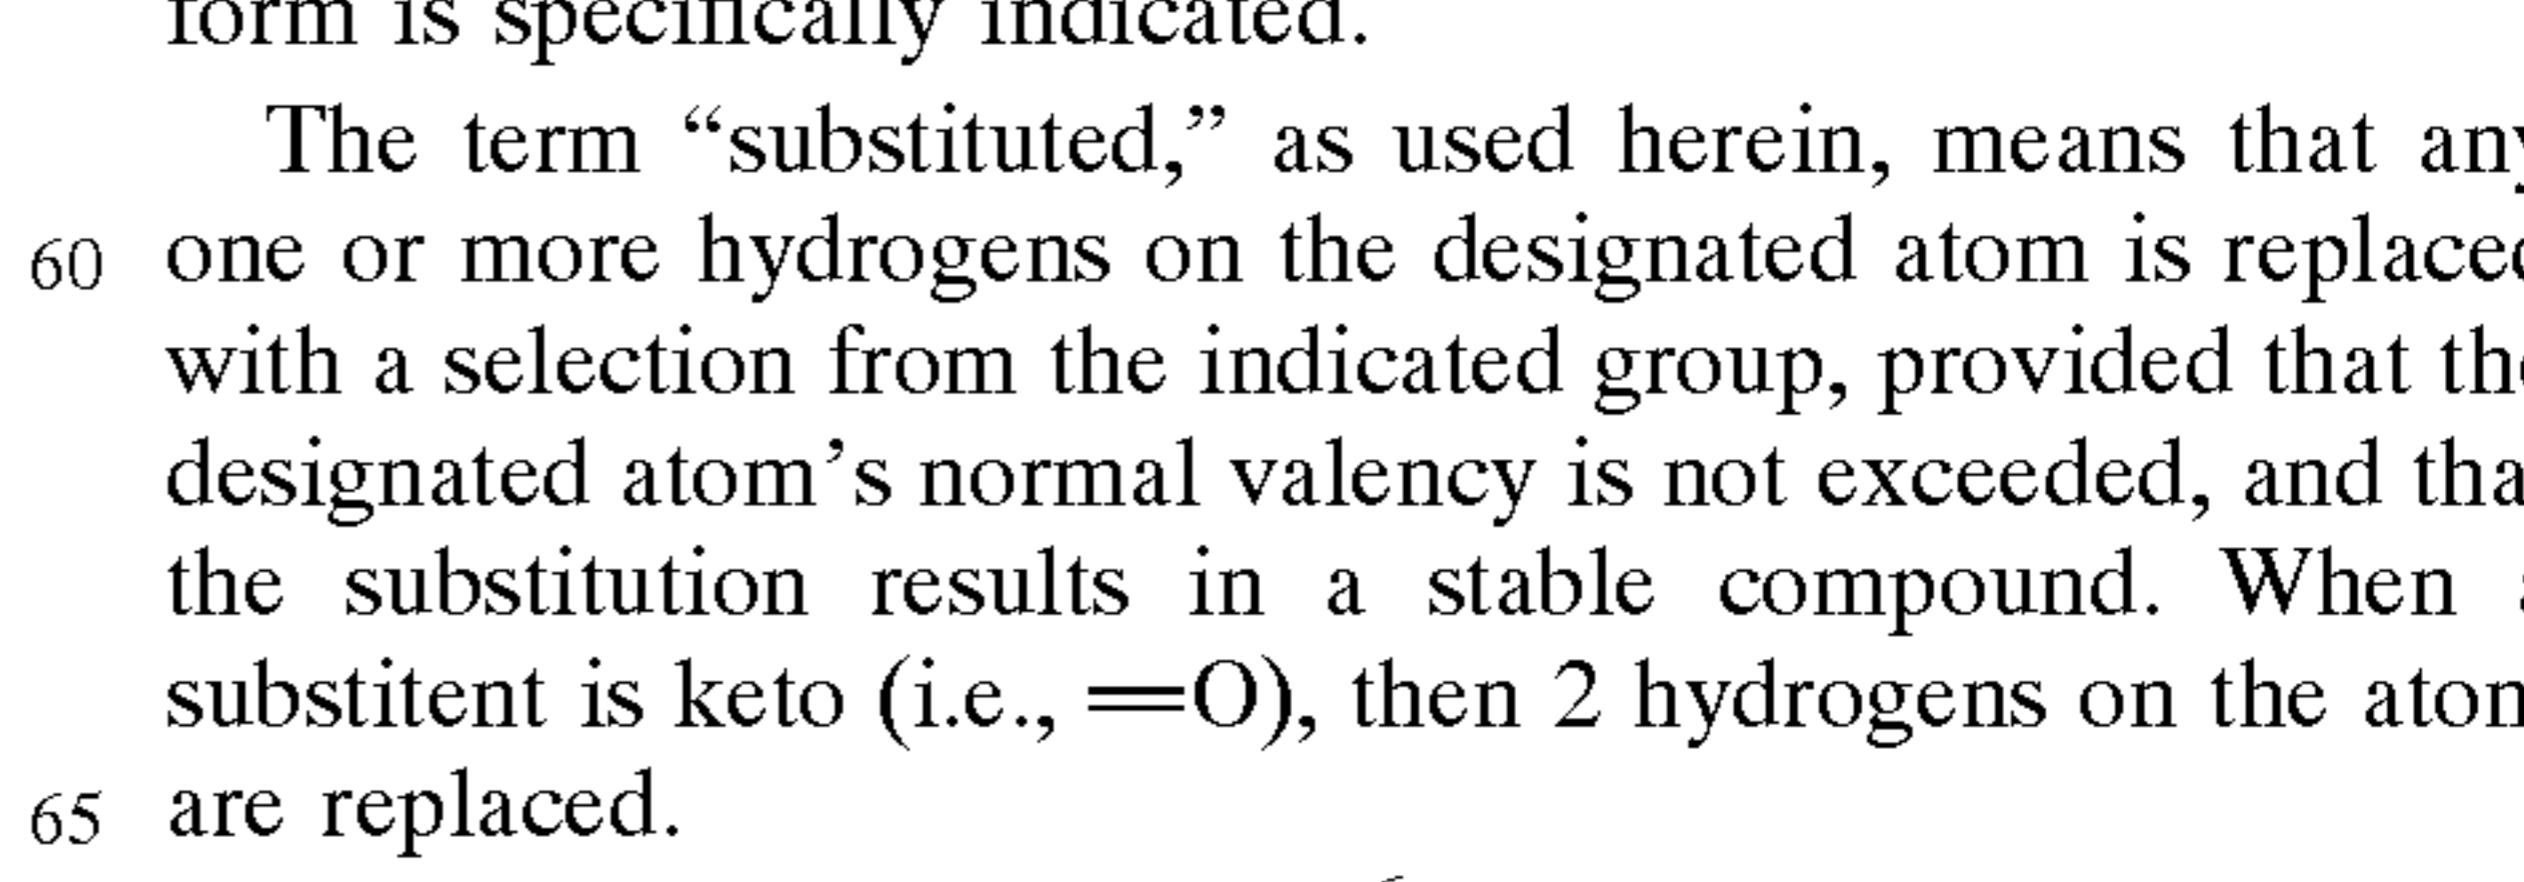 form is specifically indicated.
The term “substituted,” as used herein, means that any
60 one or more hydrogens on the designated atom is replaced
with a selection from the indicated group, provided that the
designated atom’s normal valency is not exceeded, and that
the substitution results in a stable compound. When a
substitent is keto (i.e., =O), then 2 hydrogens on the atom
65 are replaced.